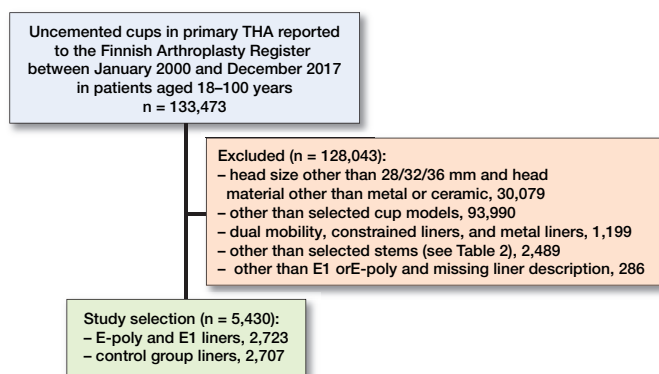 Uncemented cups in primary THA reported
to the Finnish Arthroplasty Register
between January 2000 and December 2017
in patients aged 18–100 years
n = 133,473
Excluded (n = 128,043):
– head size other than 28/32/36 mm and head
material other than metal or ceramic, 30,079
– other than selected cup models, 93,990
– dual mobility, constrained liners, and metal liners, 1,199
– other than selected stems (see Table 2), 2,489
– other than E1 orE-poly and missing liner description, 286
Study selection (n = 5,430):
– E-poly and E1 liners, 2,723
– control group liners, 2,707